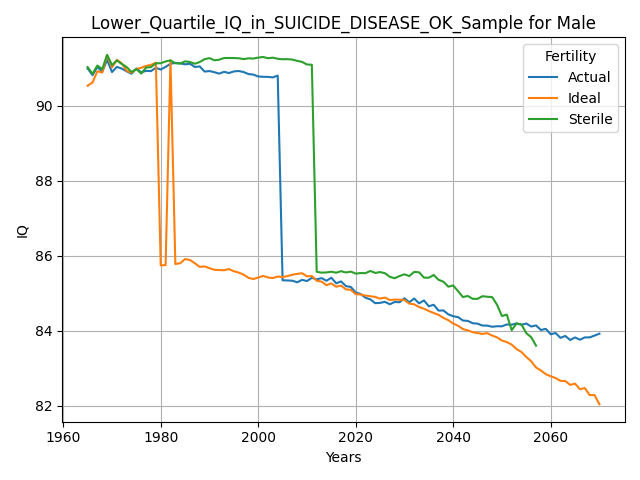 Lower_Quartile_IQ_in_SUICIDE_DISEASE_OK_Sample for Male
Fertility
Actual
Ideal
Sterile
IQ
90
88
86
84
82
1960 1980 2000 2020 2040 2060
Years